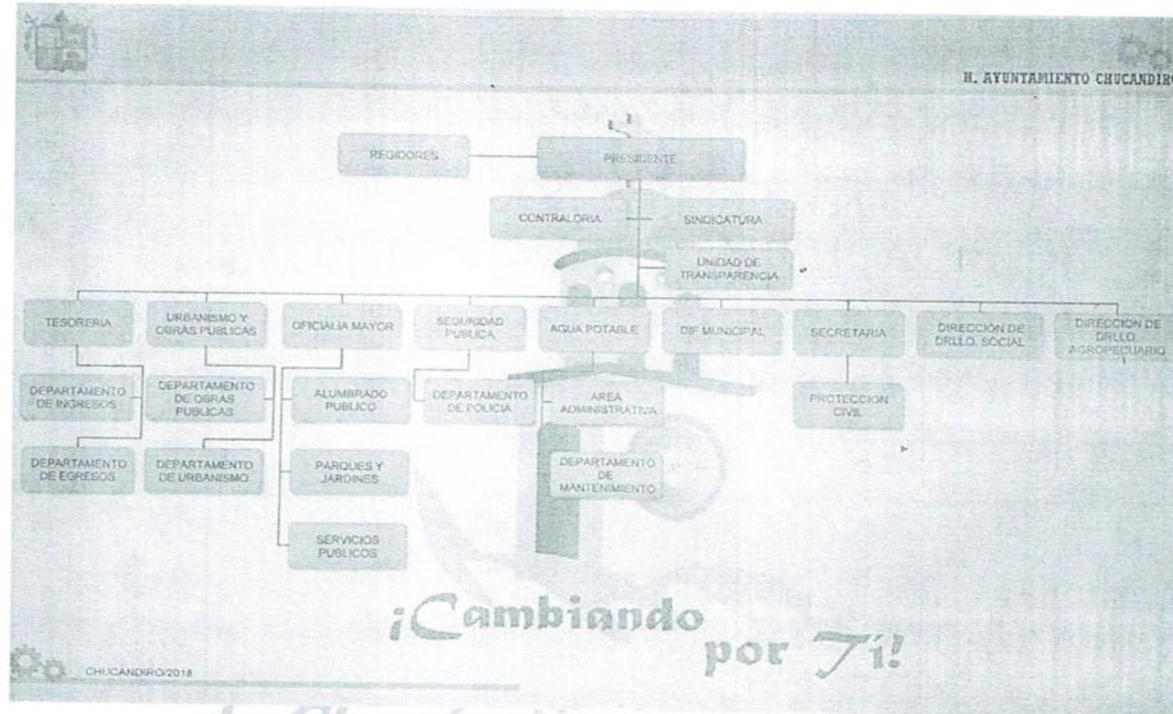 H. AYUNTAMIENTO CHUCANDIRO
REGIDORES
PRESIDENTE
CONTRALORIA
SINDICATURA
UNIDAD DE
TRANSPARENCIA
TESORERIA
URBANISMO Y
OBRAS PUBLICAS
OFICIALIA MAYOR
SEGURIDAD
PUBLICA
AGUA POTABLE
DIF MUNICIPAL
SECRETARIA
DIRECCION DE
DRLLO. SOCIAL
DIRECCION DE
DRLLO.
AGROPECUARIO
DEPARTAMENTO
DE INGRESOS
DEPARTAMENTO
DE OBRAS
PUBLICAS
ALUMBRADO
PUBLICO
DEPARTAMENTO
DE POLICIA
AREA
ADMINISTRATIVA
PROTECCION
CIVIL
DEPARTAMENTO
DE EGRESOS
DEPARTAMENTO
DE URBANISMO
PARQUES Y
JARDINES
DEPARTAMENTO
DE
MANTENIMIENTO
SERVICIOS
PUBLICOS
¡Cambiando
por Tí!
CHUCANDIRO/2018